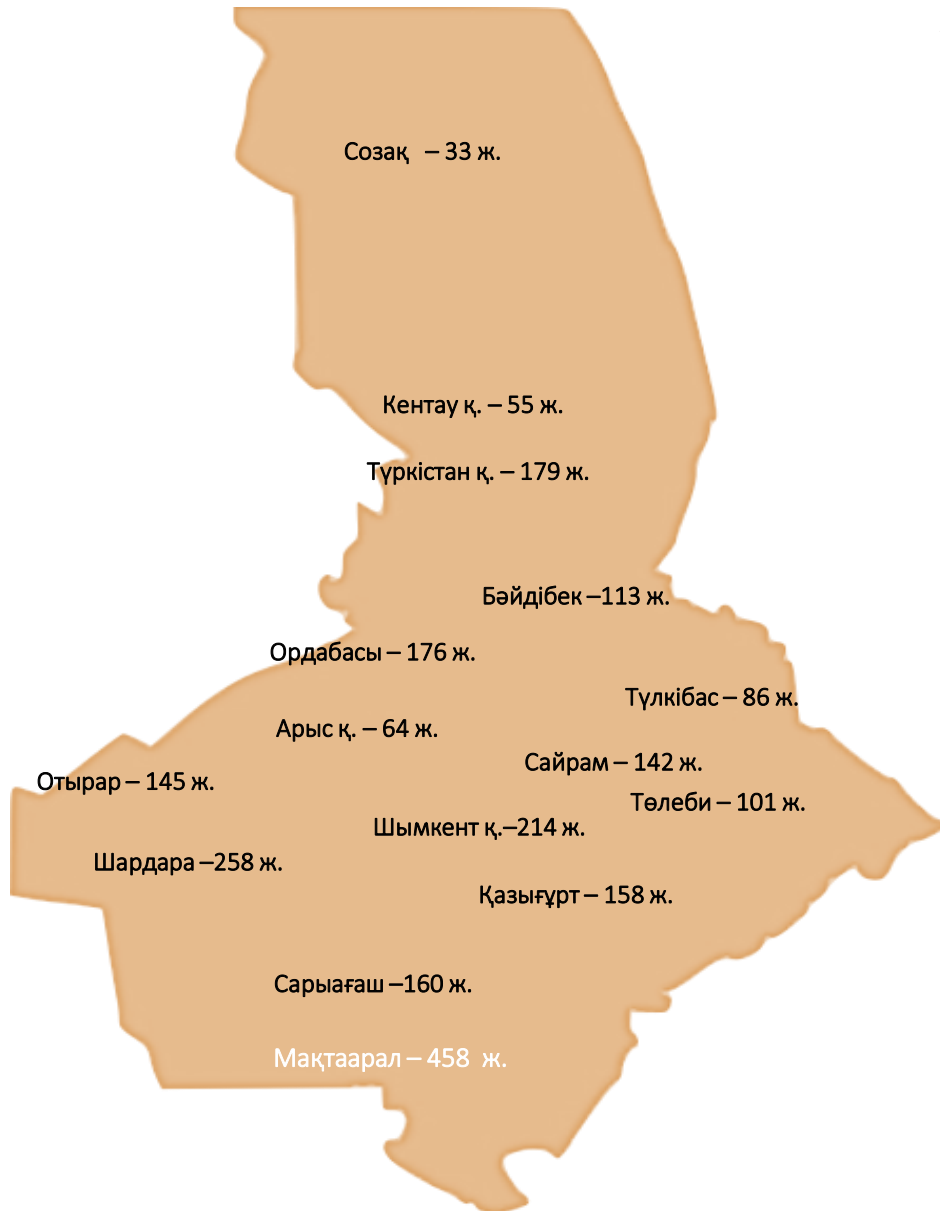 Созақ – 33 ж.
Кентау қ. – 55 ж.
Түркістан қ. – 179 ж.
Бәйдібек –113 ж.
Ордабасы – 176 ж.
Түлкібас – 86 ж.
Арыс қ. – 64 ж.
Сайрам – 142 ж.
Отырар – 145 ж.
Төлеби – 101 ж.
Шымкент қ.–214 ж.
Шардара –258 ж.
Қазығұрт – 158 ж.
Сарыағаш –160 ж.
Мақтаарал – 458 ж.